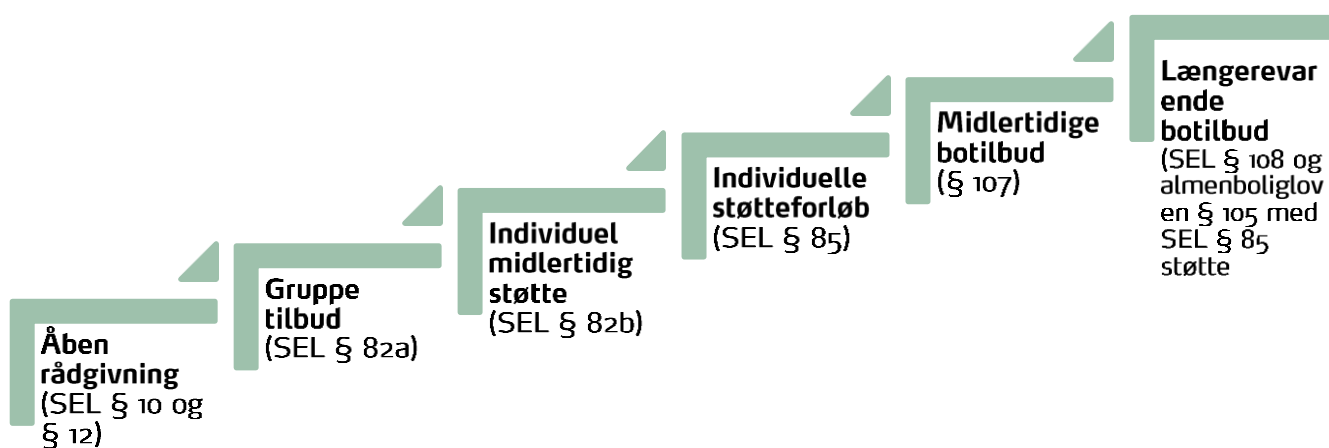 Åben
rådgivning
(SEL § 10 og
§ 12)
Gruppe
tilbud
(SEL § 82a)
Individuel
midlertidig
støtte
(SEL § 82b)
Individuelle
støtteforløb
(SEL § 85)
Midlertidige
botilbud
(§ 107)
Længerevar
ende
botilbud
(SEL § 108 og
almenboliglov
en § 105 med
SEL § 85
støtte